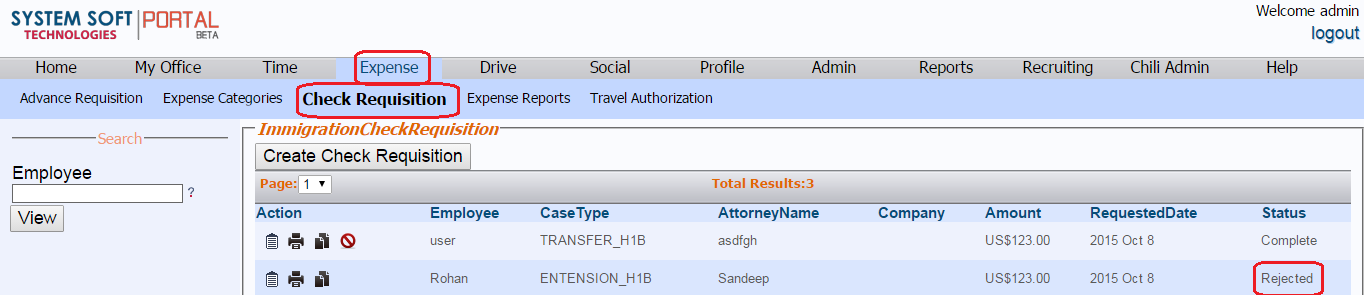 SYSTEM SOFT TECHNOLOGIES PORTAL BETA
Welcome admin
logout
Home My Office Time Expense Drive Social Profile Admin Reports Recruiting Chili Admin Help
Advance Requisition Expense Categories Check Requisition Expense Reports Travel Authorization
Search
Employee
?
View
ImmigrationCheckRequisition
Create Check Requisition
Page: 1 Total Results:3
Action Employee CaseType AttorneyName Company Amount RequestedDate Status
user TRANSFER_H1B asdfgh US$123.00 2015 Oct 8 Complete
Rohan ENTENSION_H1B Sandeep US$123.00 2015 Oct 8 Rejected